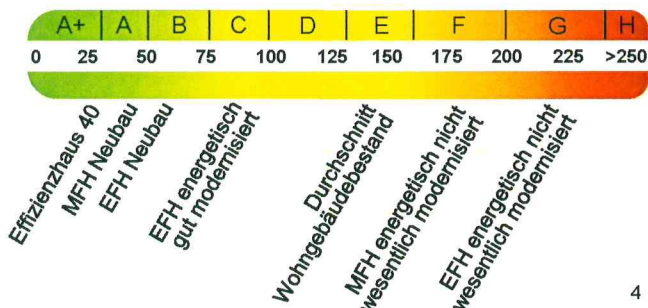 A+ A B C D E F G H
0 25 50 75 100 125 150 175 200 225 >250
Effizienzhaus 40
MFH Neubau
EFH Neubau
EFH energetisch
gut modernisiert
Durchschnitt
Wohngebäudebestand
MFH energetisch nicht
wesentlich modernisiert
EFH energetisch nicht
wesentlich modernisiert
4